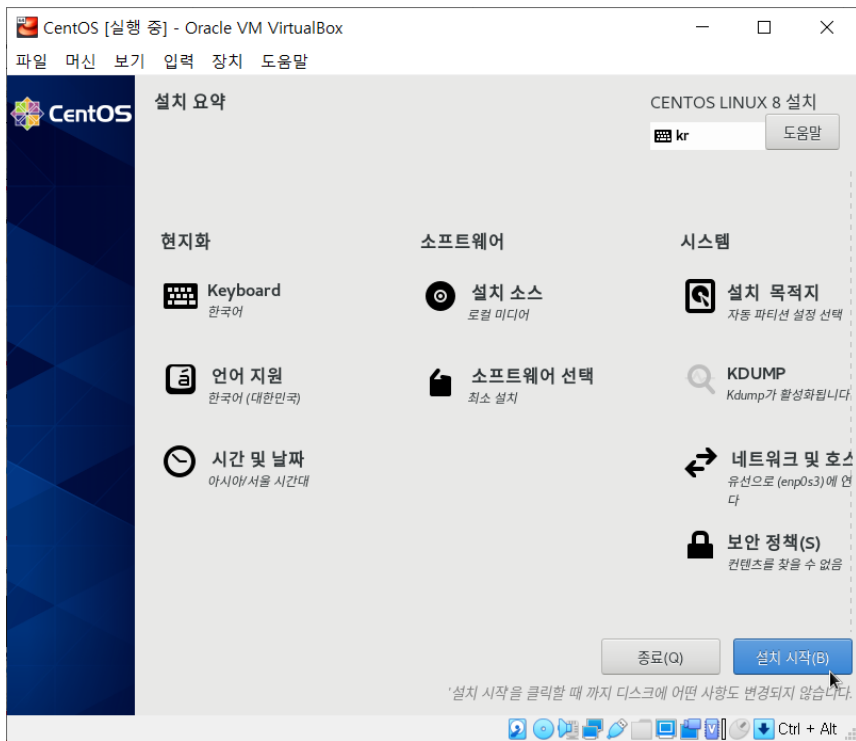 CentOS [실행 중] - Oracle VM VirtualBox
파일 머신 보기 입력 장치 도움말
CentOS
설치 요약
CENTOS LINUX 8 설치
kr
도움말
현지화
Keyboard
한국어
언어 지원
한국어 (대한민국)
시간 및 날짜
아시아/서울 시간대
소프트웨어
설치 소스
로컬 미디어
소프트웨어 선택
최소 설치
시스템
설치 목적지
자동 파티션 설정 선택
KDUMP
Kdump가 활성화됩니다
네트워크 및 호스
유선으로 (enp0s3)에 연
다
보안 정책(S)
컨텐츠를 찾을 수 없음
종료(Q)
설치 시작(B)
'설치 시작'을 클릭할 때 까지 디스크에 어떤 사항도 변경되지 않습니다.
Ctrl + Alt